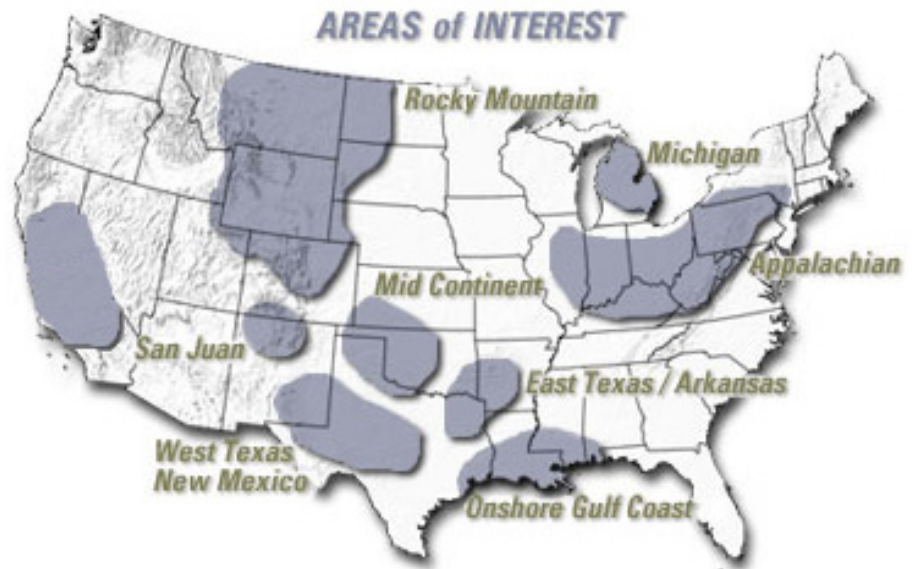 AREAS of INTEREST
Rocky Mountain
Michigan
Appalachian
Mid Continent
San Juan
East Texas / Arkansas
West Texas
New Mexico
Onshore Gulf Coast